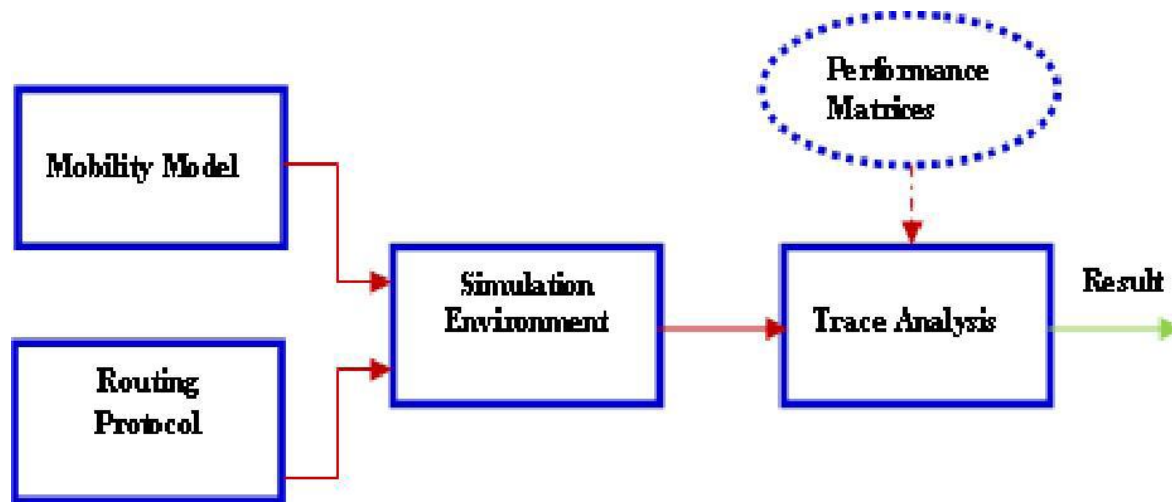 Performance
Matrices
Mobility Model
Simulation
Environment
Trace Analysis
Result
Routing
Protocol